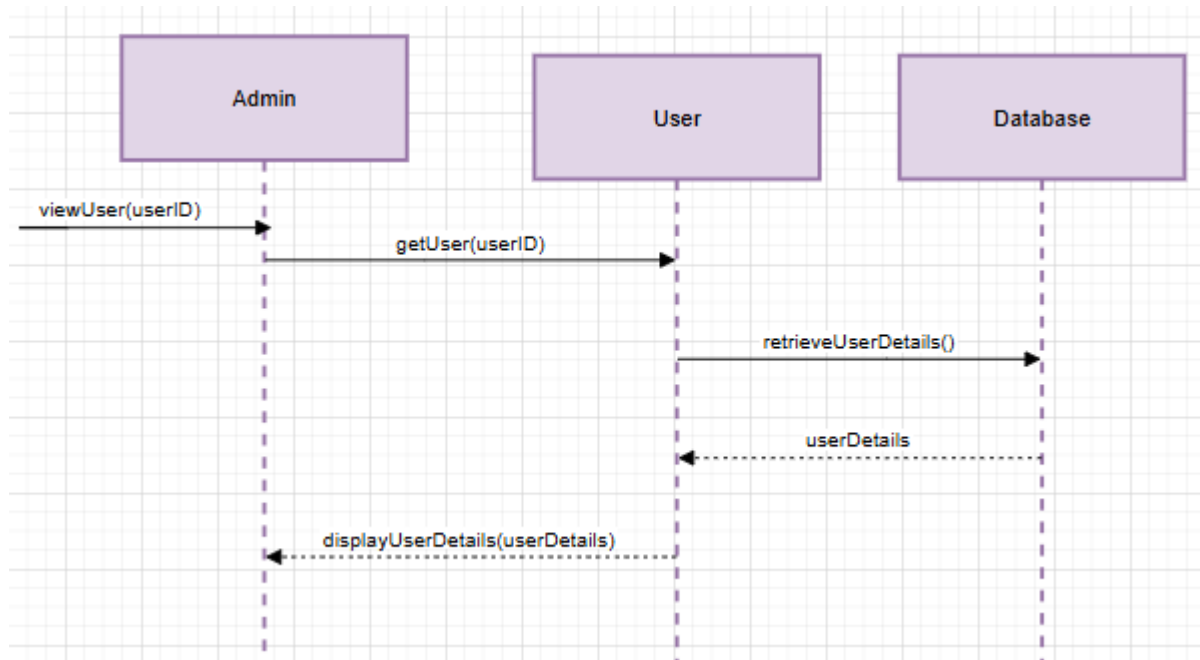 Admin
User
Database
viewUser(userID)
getUser(userID)
retrieveUserDetails()
userDetails
displayUserDetails(userDetails)